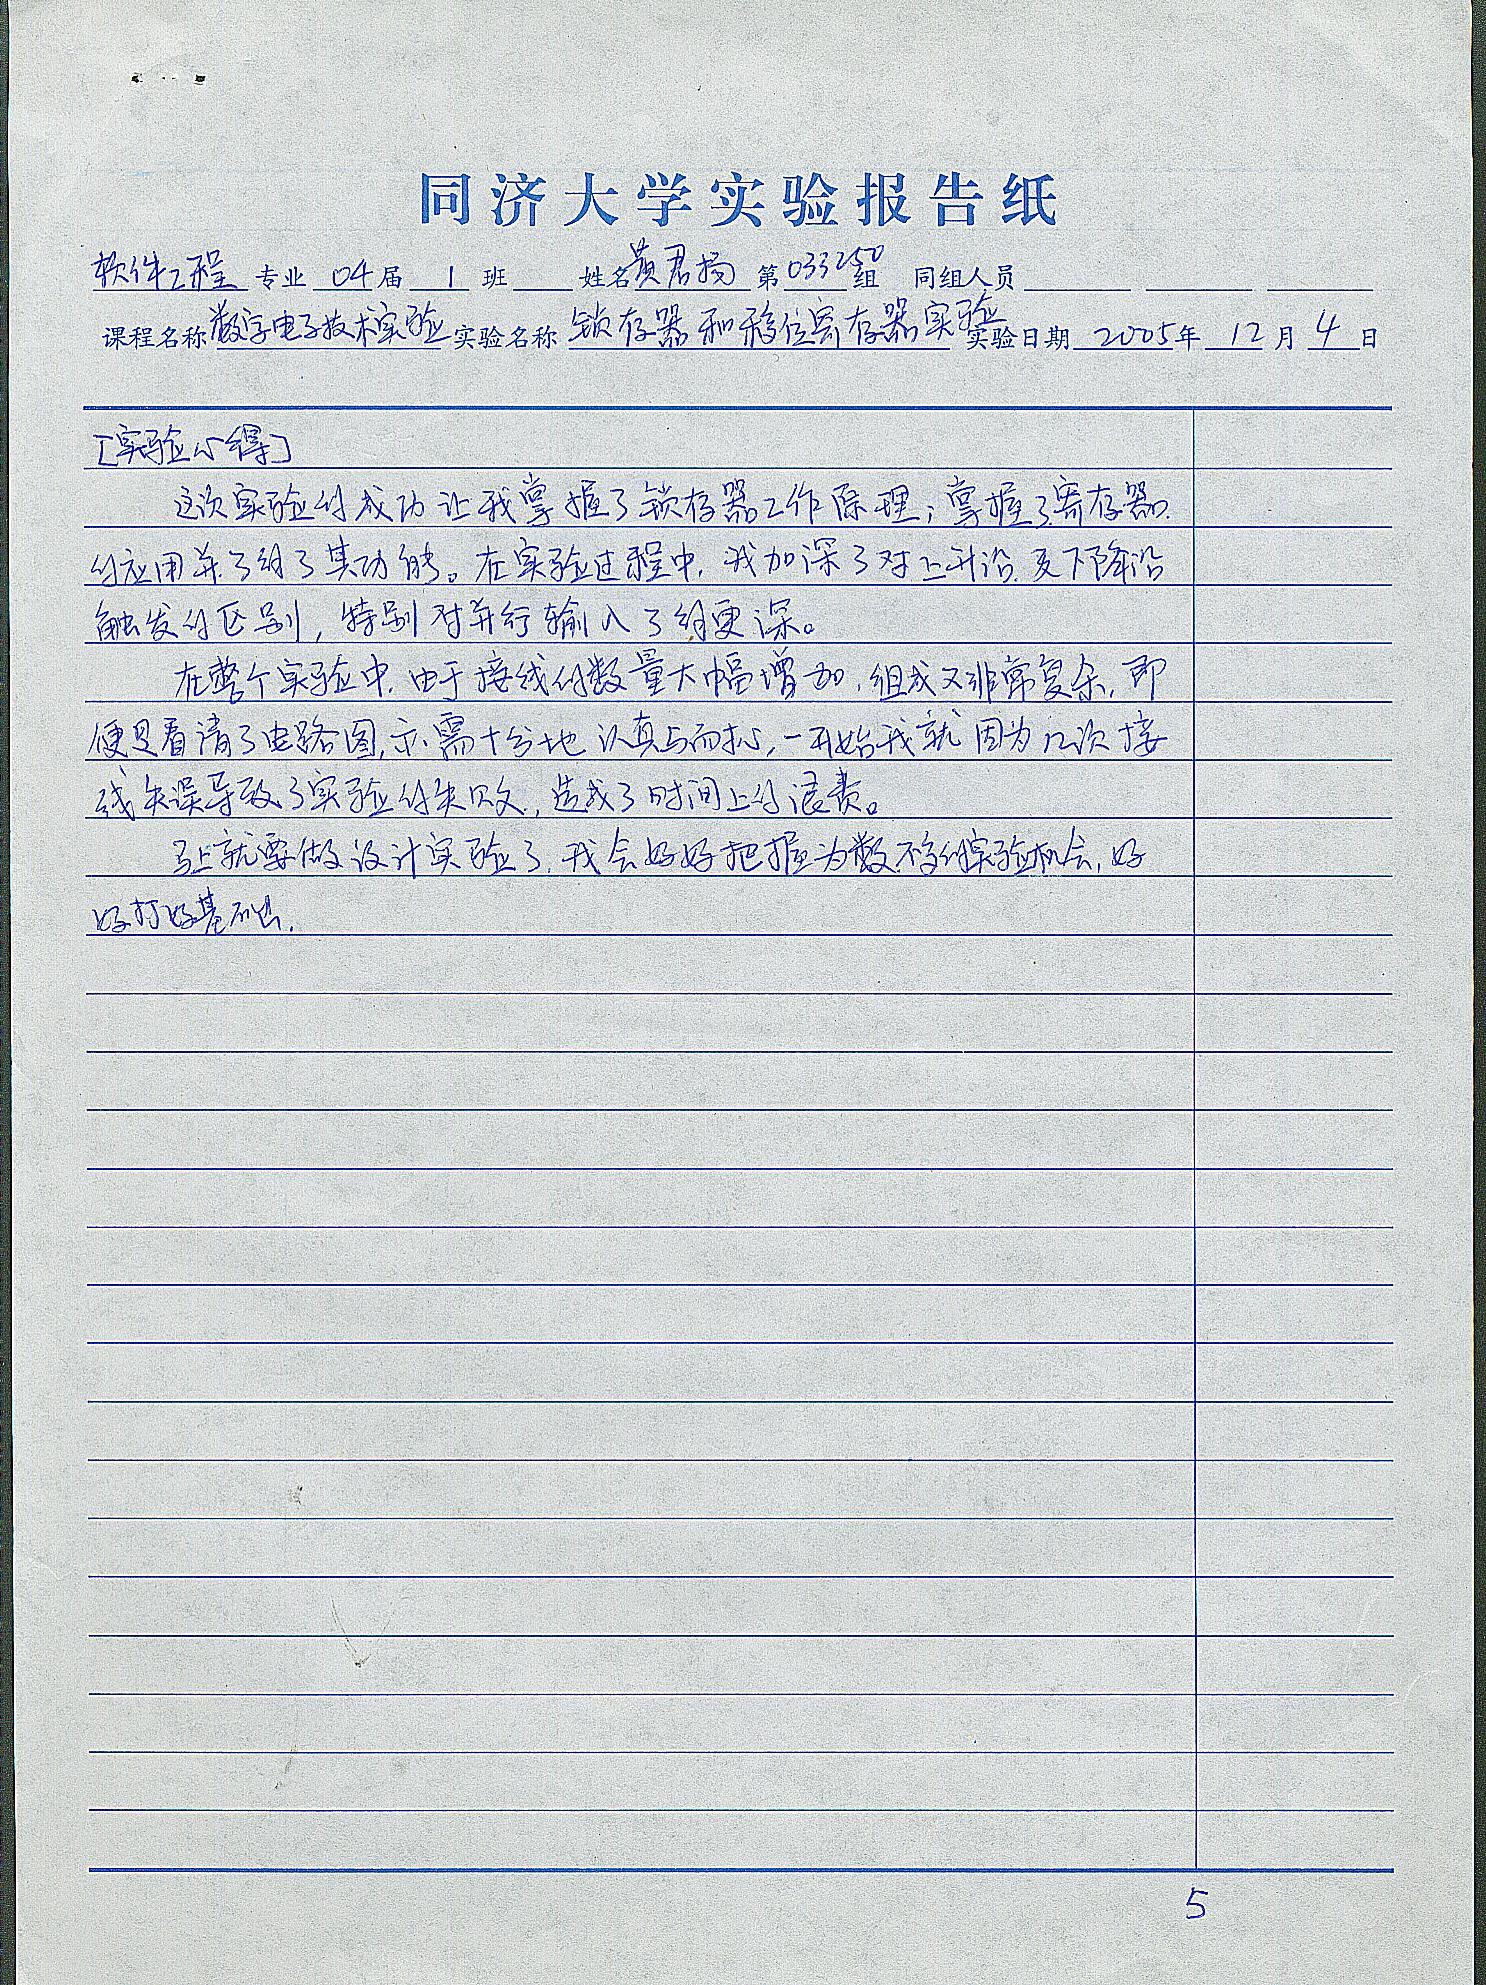 同济大学实验报告纸
软件工程 专业 04 届 1 班 姓名 黄君扬 第 033250 组 同组人员
课程名称 数字电子技术实验 实验名称 锁存器和移位寄存器实验 实验日期 2005 年 12 月 4 日
[实验心得]
这次实验的成功让我掌握了锁存器工作原理；掌握了寄存器
的应用并了解了其功能。在实验过程中，我加深了对上升沿及下降沿
触发的区别，特别对并行输入了解更深。
在整个实验中，由于接线的数量大幅增加，组成又非常复杂，即
便是看清了电路图，亦需十分地认真与耐心，一开始我就因为几次接
线失误导致了实验的失败，造成了时间上的浪费。
马上就要做设计实验了，我会好好把握为数不多的实验机会，好
好打好基础.
5